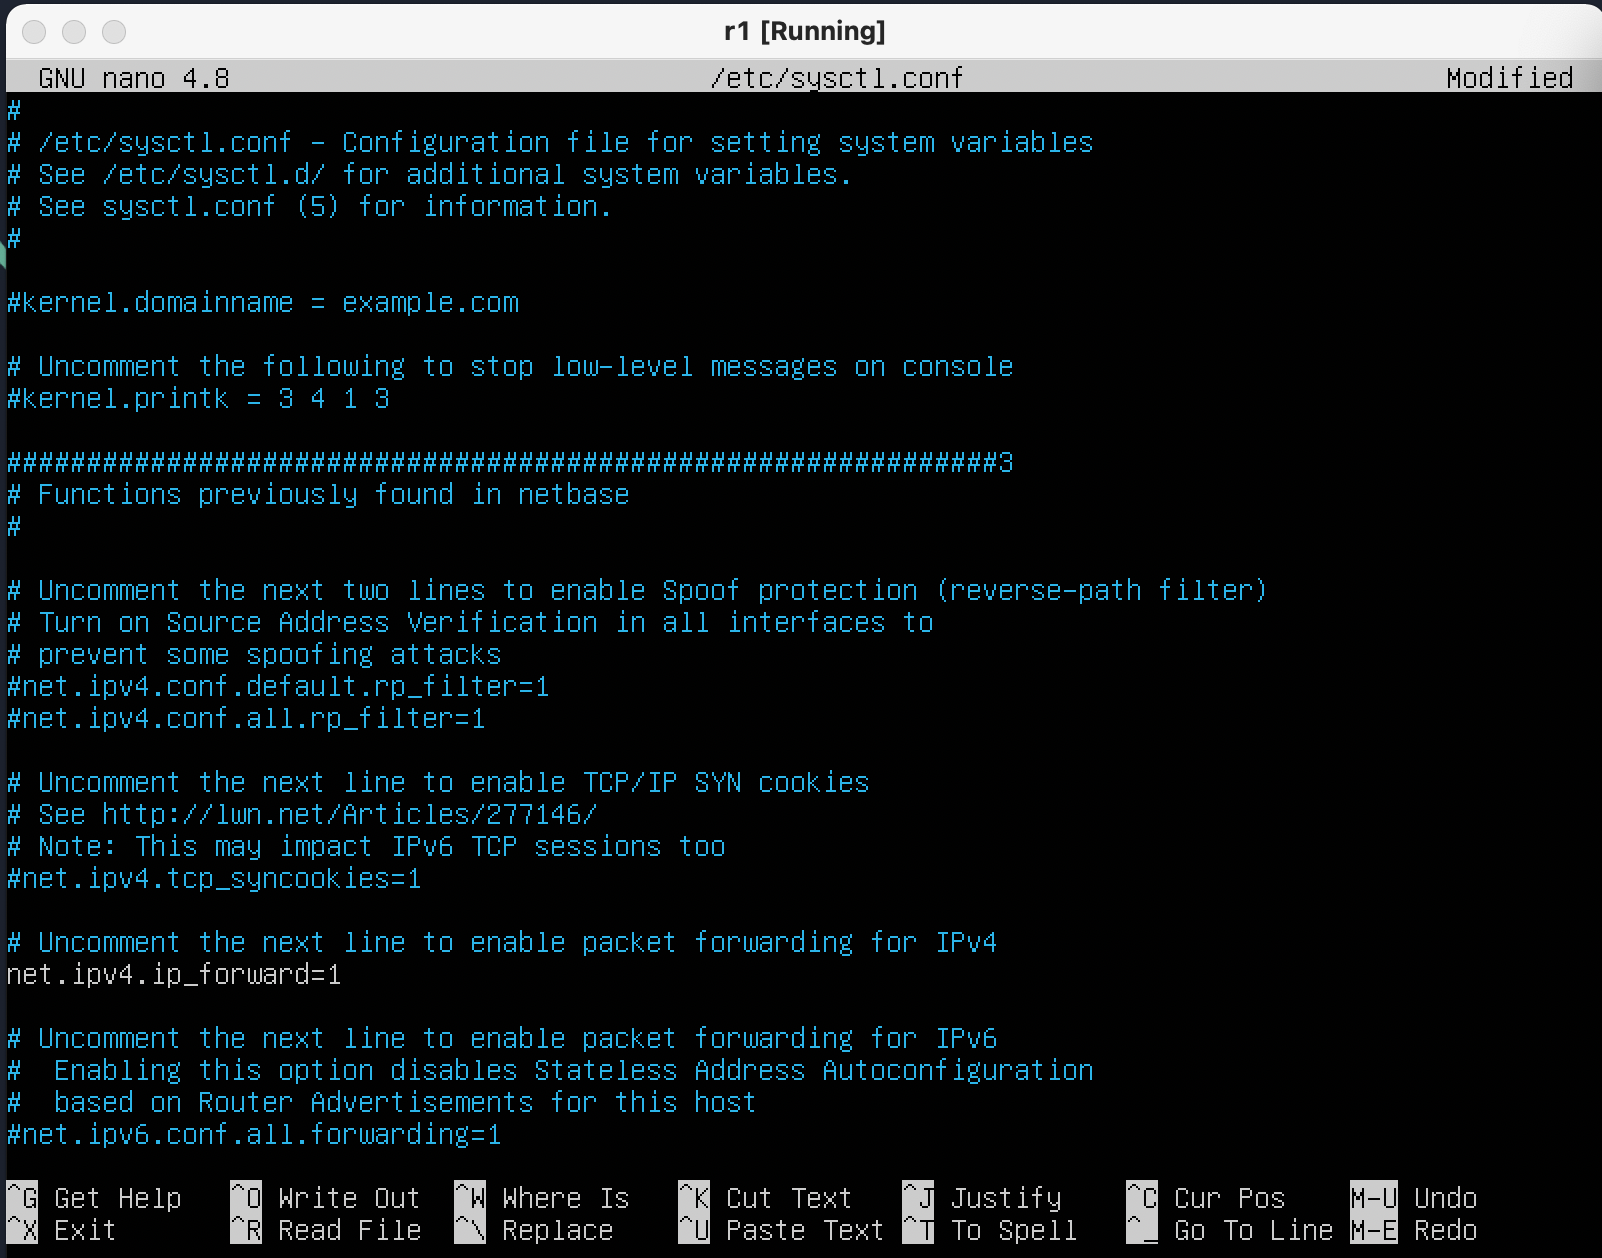 r1 [Running]
GNU nano 4.8 /etc/sysctl.conf Modified
#
# /etc/sysctl.conf - Configuration file for setting system variables
# See /etc/sysctl.d/ for additional system variables.
# See sysctl.conf (5) for information.
#
#kernel.domainname = example.com
# Uncomment the following to stop low-level messages on console
#kernel.printk = 3 4 1 3
##############################################################3
# Functions previously found in netbase
#
# Uncomment the next two lines to enable Spoof protection (reverse-path filter)
# Turn on Source Address Verification in all interfaces to
# prevent some spoofing attacks
#net.ipv4.conf.default.rp_filter=1
#net.ipv4.conf.all.rp_filter=1
# Uncomment the next line to enable TCP/IP SYN cookies
# See http://lwn.net/Articles/277146/
# Note: This may impact IPv6 TCP sessions too
#net.ipv4.tcp_syncookies=1
# Uncomment the next line to enable packet forwarding for IPv4
net.ipv4.ip_forward=1
# Uncomment the next line to enable packet forwarding for IPv6
#  Enabling this option disables Stateless Address Autoconfiguration
#  based on Router Advertisements for this host
#net.ipv6.conf.all.forwarding=1
^G Get Help ^O Write Out ^W Where Is ^K Cut Text ^J Justify ^C Cur Pos M-U Undo
^X Exit ^R Read File ^\ Replace ^U Paste Text ^T To Spell ^_ Go To Line M-E Redo